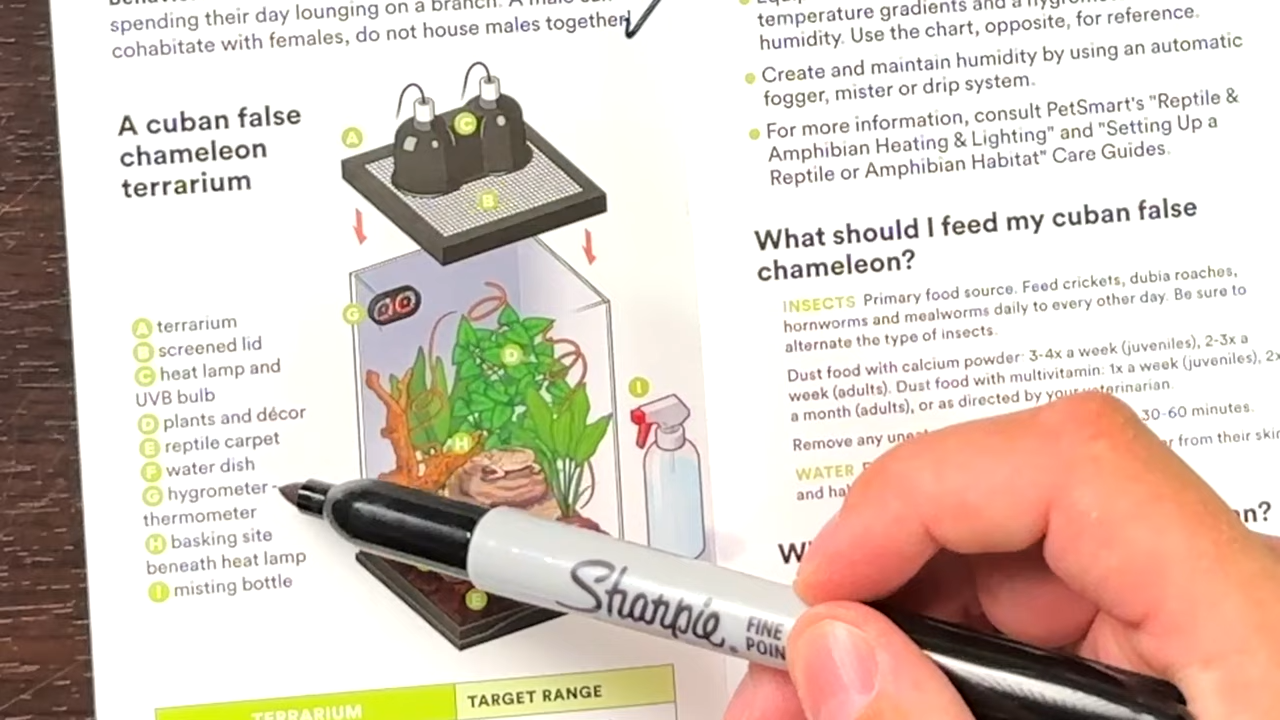 spending their day lounging on a branch. A male can
cohabitate with females, do not house males together
A cuban false
chameleon
terrarium
A
C
B
G
D
I
H
E
A terrarium
B screened lid
C heat lamp and
UVB bulb
D plants and décor
E reptile carpet
F water dish
G hygrometer -
thermometer
H basking site
beneath heat lamp
I misting bottle
TERRARIUM
TARGET RANGE
temperature gradients and a
humidity. Use the chart, opposite, for reference.
Create and maintain humidity by using an automatic
fogger, mister or drip system.
For more information, consult PetSmart's "Reptile &
Amphibian Heating & Lighting" and "Setting Up a
Reptile or Amphibian Habitat" Care Guides.
What should I feed my cuban false
chameleon?
INSECTS Primary food source. Feed crickets, dubia roaches,
hornworms and mealworms daily to every other day. Be sure to
alternate the type of insects.
Dust food with calcium powder: 3-4x a week (juveniles), 2-3x a
week (adults). Dust food with multivitamin: 1x a week (juveniles), 2x
a month (adults), or as directed by your veterinarian.
Remove any 30-60 minutes.
WATER from their skin
and
Sharpie
FINE